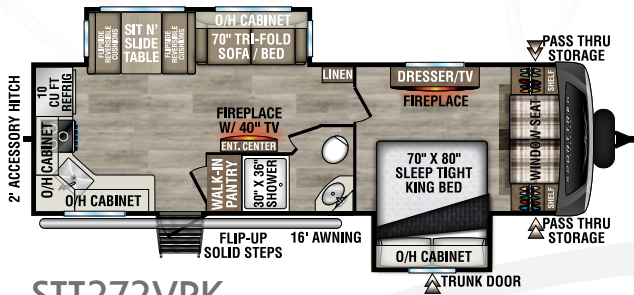 O/H CABINET
70" TRI-FOLD
SOFA / BED
FLIPSIDE
REVERSIBLE
CUSHIONS
SIT N'
SLIDE
TABLE
FLIPSIDE
REVERSIBLE
CUSHIONS
PASS THRU
STORAGE
LINEN
DRESSER/TV
FIREPLACE
SHELF
10
CU FT
REFRIG
2" ACCESSORY HITCH
O/H CABINET
O/H CABINET
FIREPLACE
W/ 40" TV
ENT. CENTER
WALK-IN
PANTRY
30" X 36"
SHOWER
WINDOW SEAT
SPORTTREK
70" X 80"
SLEEP TIGHT
KING BED
SHELF
FLIP-UP
SOLID STEPS
16' AWNING
O/H CABINET
PASS THRU
STORAGE
TRUNK DOOR